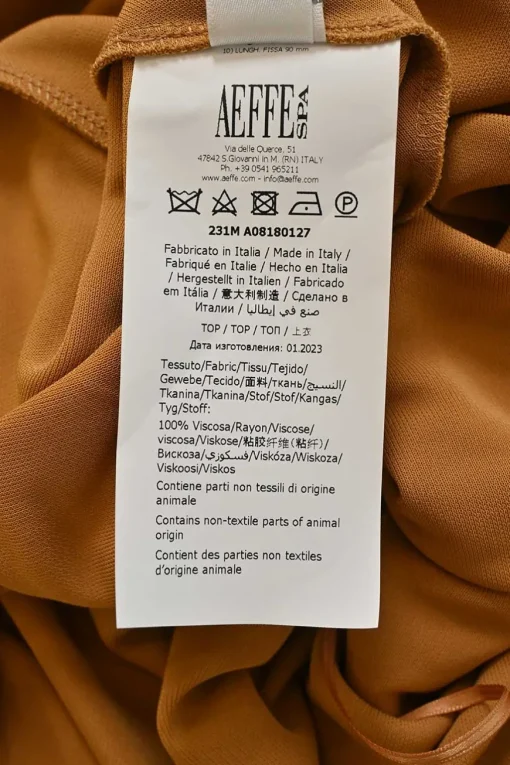 10) LUNGH. FISSA 90 mm
AEFFE SPA
Via delle Querce, 51
47842 S.Giovanni in M. (RN) ITALY
Ph. +39 0541 965211
www.aeffe.com - info@aeffe.com
P
231M A08180127
Fabbricato in Italia / Made in Italy /
Fabriqué en Italie / Hecho en Italia
/ Hergestellt in Italien / Fabricado
em Itália / 意大利制造 / Сделано в
Италии / صنع في إيطاليا
TOP / TOP / ТОП / 上衣
Дата изготовления: 01.2023
Tessuto/Fabric/Tissu/Tejido/
Gewebe/Tecido/面料/ткань/النسيج/
Tkanina/Tkanina/Stof/Stof/Kangas/
Tyg/Stoff:
100% Viscosa/Rayon/Viscose/
viscosa/Viskose/粘胶纤维(粘纤)/
Вискоза/فسكوزي/Viskóza/Wiskoza/
Viskoosi/Viskos
Contiene parti non tessili di origine
animale
Contains non-textile parts of animal
origin
Contient des parties non textiles
d'origine animale